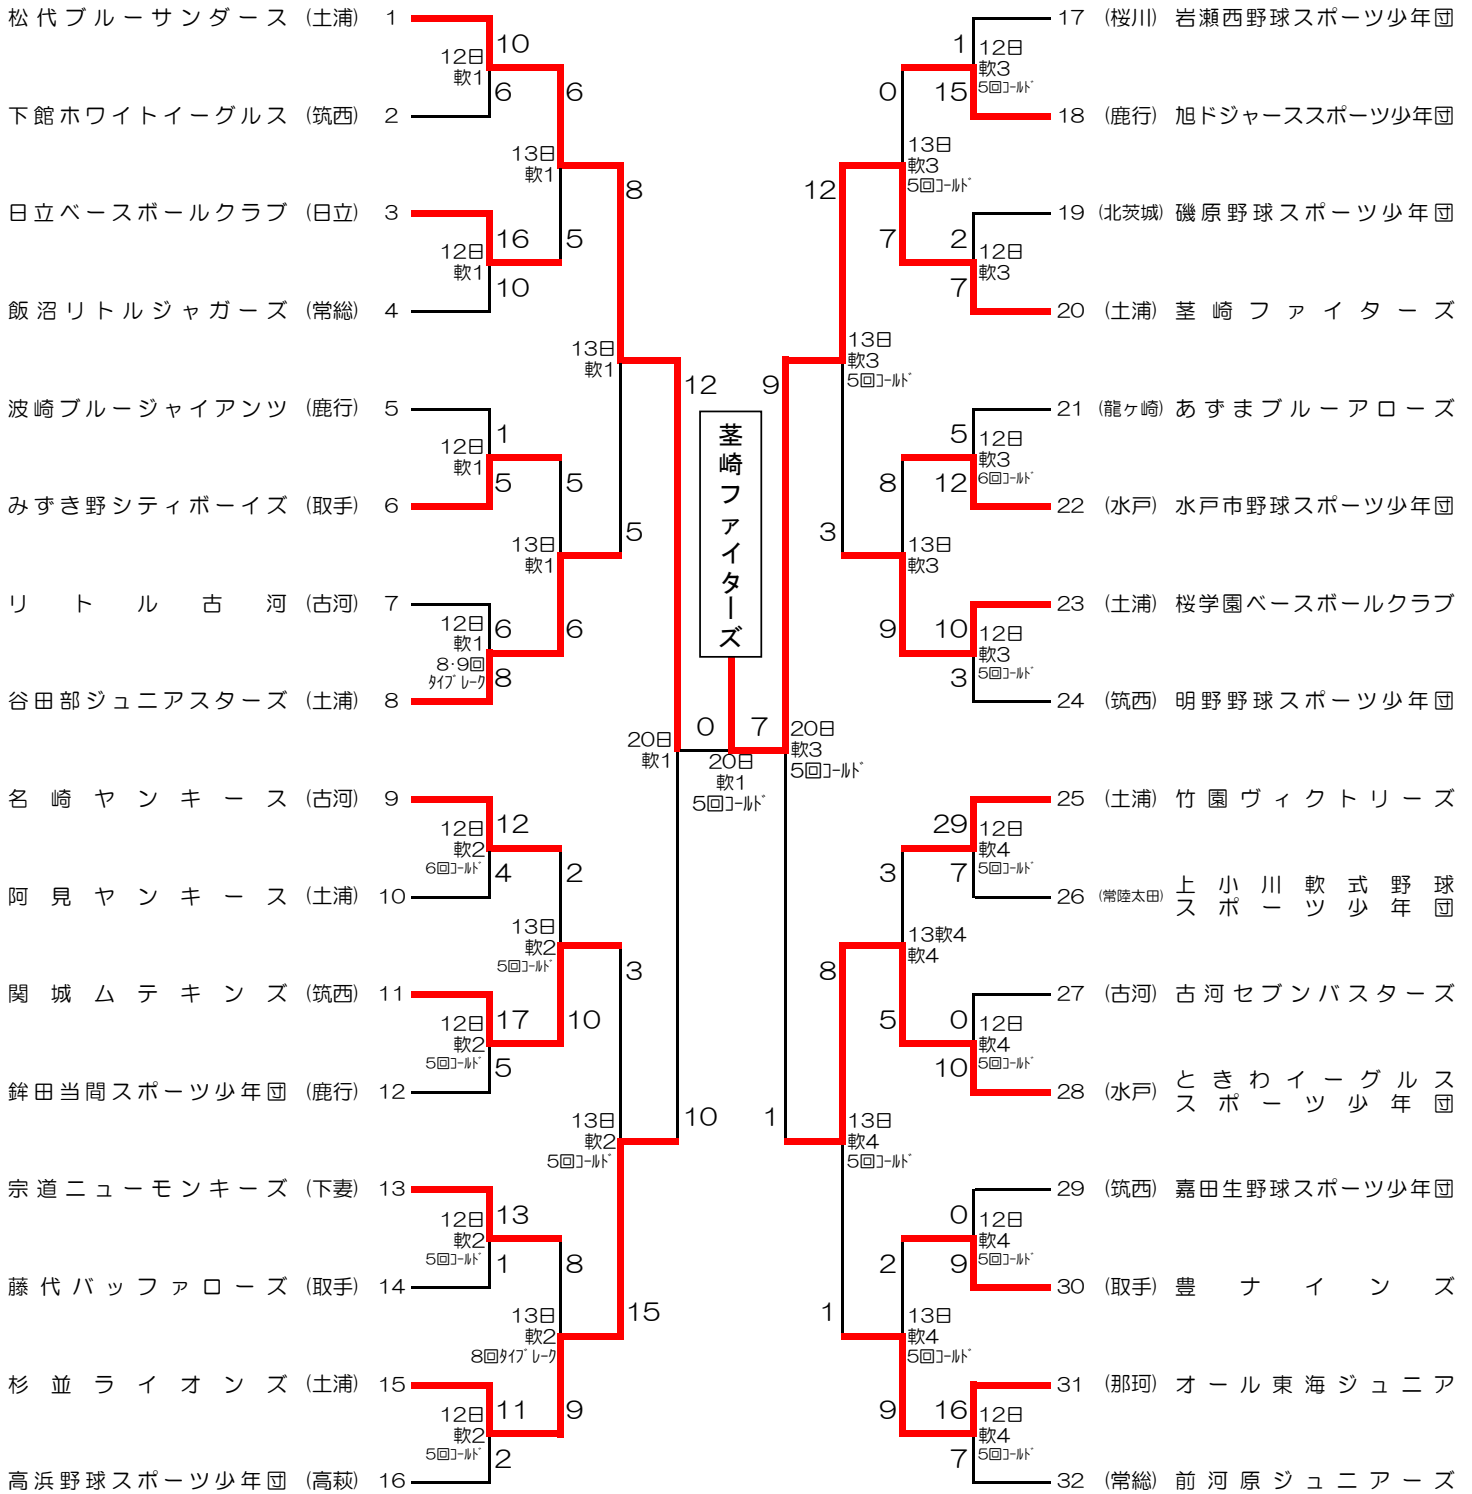 松代ブルーサンダース (土浦) 1
10
12日
軟1
6
下館ホワイトイーグルス (筑西) 2
6
13日
軟1
5
日立ベースボールクラブ (日立) 3
16
12日
軟1
10
飯沼リトルジャガーズ (常総) 4
8
13日
軟1
5
波崎ブルージャイアンツ (鹿行) 5
1
12日
軟1
5
みずき野シティボーイズ (取手) 6
5
13日
軟1
6
リトル古河 (古河) 7
6
12日
軟1
8・9回
ﾀｲﾌﾞﾚｰｸ
8
谷田部ジュニアスターズ (土浦) 8
12
20日
軟1
10
名崎ヤンキース (古河) 9
12
12日
軟2
6回ｺｰﾙﾄﾞ
4
阿見ヤンキース (土浦) 10
2
13日
軟2
5回ｺｰﾙﾄﾞ
10
関城ムテキンズ (筑西) 11
17
12日
軟2
5回ｺｰﾙﾄﾞ
5
鉾田当間スポーツ少年団 (鹿行) 12
3
13日
軟2
5回ｺｰﾙﾄﾞ
15
宗道ニューモンキーズ (下妻) 13
13
12日
軟2
5回ｺｰﾙﾄﾞ
1
藤代バッファローズ (取手) 14
8
13日
軟2
8回ﾀｲﾌﾞﾚｰｸ
9
杉並ライオンズ (土浦) 15
11
12日
軟2
5回ｺｰﾙﾄﾞ
2
高浜野球スポーツ少年団 (高萩) 16
茎崎ファイターズ
0 7
20日
軟1
5回ｺｰﾙﾄﾞ
17 (桜川) 岩瀬西野球スポーツ少年団
1
12日
軟3
5回ｺｰﾙﾄﾞ
15
18 (鹿行) 旭ドジャーススポーツ少年団
0
13日
軟3
5回ｺｰﾙﾄﾞ
7
19 (北茨城) 磯原野球スポーツ少年団
2
12日
軟3
7
20 (土浦) 茎崎ファイターズ
12
13日
軟3
5回ｺｰﾙﾄﾞ
3
21 (龍ヶ崎) あずまブルーアローズ
5
12日
軟3
6回ｺｰﾙﾄﾞ
12
22 (水戸) 水戸市野球スポーツ少年団
8
13日
軟3
9
23 (土浦) 桜学園ベースボールクラブ
10
12日
軟3
5回ｺｰﾙﾄﾞ
3
24 (筑西) 明野野球スポーツ少年団
9
20日
軟3
5回ｺｰﾙﾄﾞ
1
25 (土浦) 竹園ヴィクトリーズ
29
12日
軟4
5回ｺｰﾙﾄﾞ
7
26 (常陸太田) 上小川軟式野球
スポーツ少年団
3
13軟4
軟4
5
27 (古河) 古河セブンバスターズ
0
12日
軟4
5回ｺｰﾙﾄﾞ
10
28 (水戸) ときわイーグルス
スポーツ少年団
8
13日
軟4
5回ｺｰﾙﾄﾞ
1
29 (筑西) 嘉田生野球スポーツ少年団
0
12日
軟4
5回ｺｰﾙﾄﾞ
9
30 (取手) 豊ナインズ
2
13日
軟4
5回ｺｰﾙﾄﾞ
9
31 (那珂) オール東海ジュニア
16
12日
軟4
5回ｺｰﾙﾄﾞ
7
32 (常総) 前河原ジュニアーズ